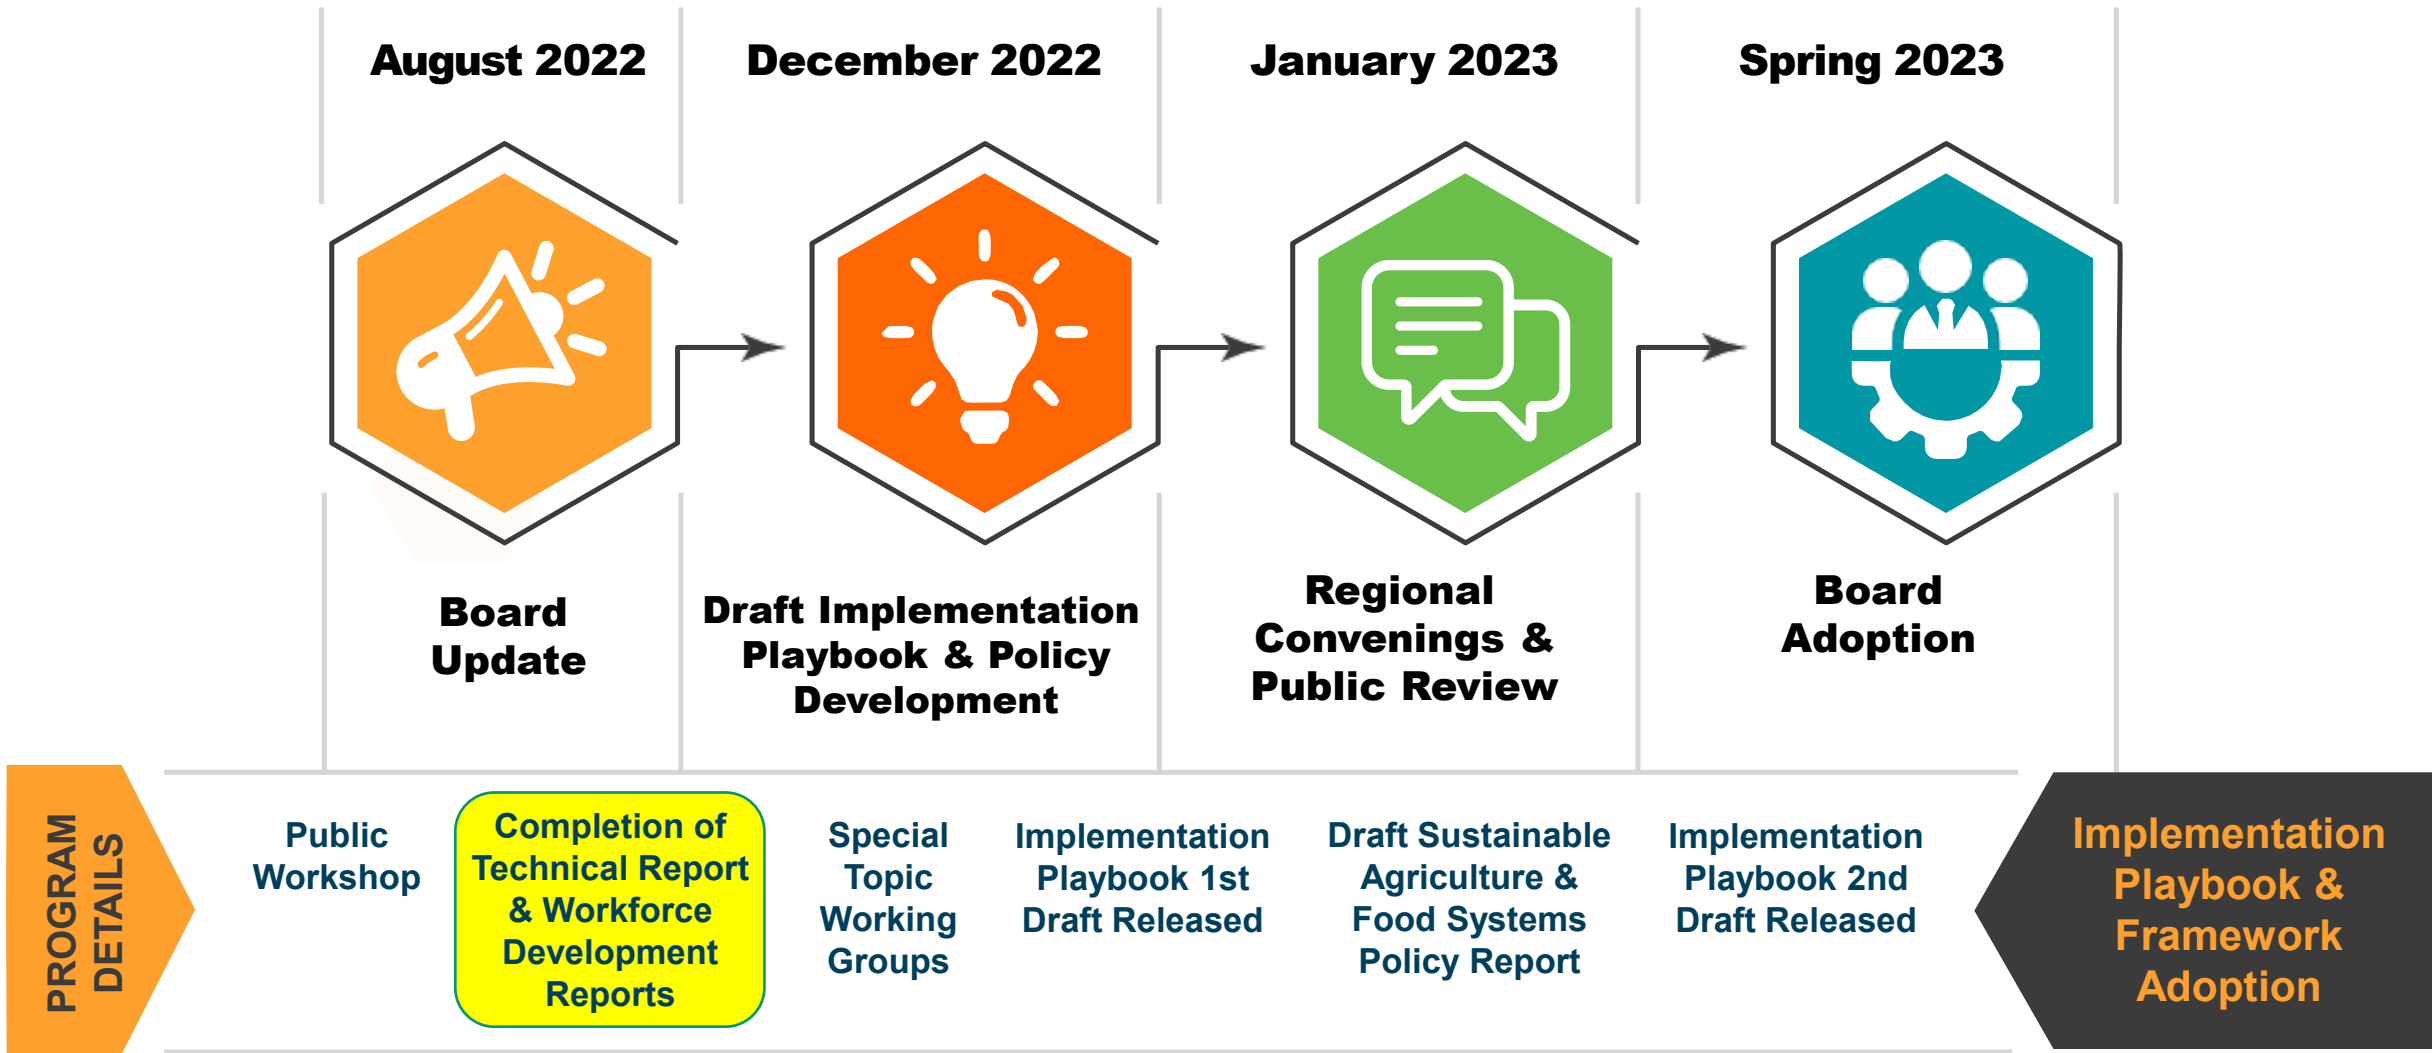 August 2022
December 2022
January 2023
Spring 2023
Board
Update
Draft Implementation
Playbook & Policy
Development
Regional
Convenings &
Public Review
Board
Adoption
PROGRAM
DETAILS
Public
Workshop
Completion of
Technical Report
& Workforce
Development
Reports
Special
Topic
Working
Groups
Implementation
Playbook 1st
Draft Released
Draft Sustainable
Agriculture &
Food Systems
Policy Report
Implementation
Playbook 2nd
Draft Released
Implementation
Playbook &
Framework
Adoption